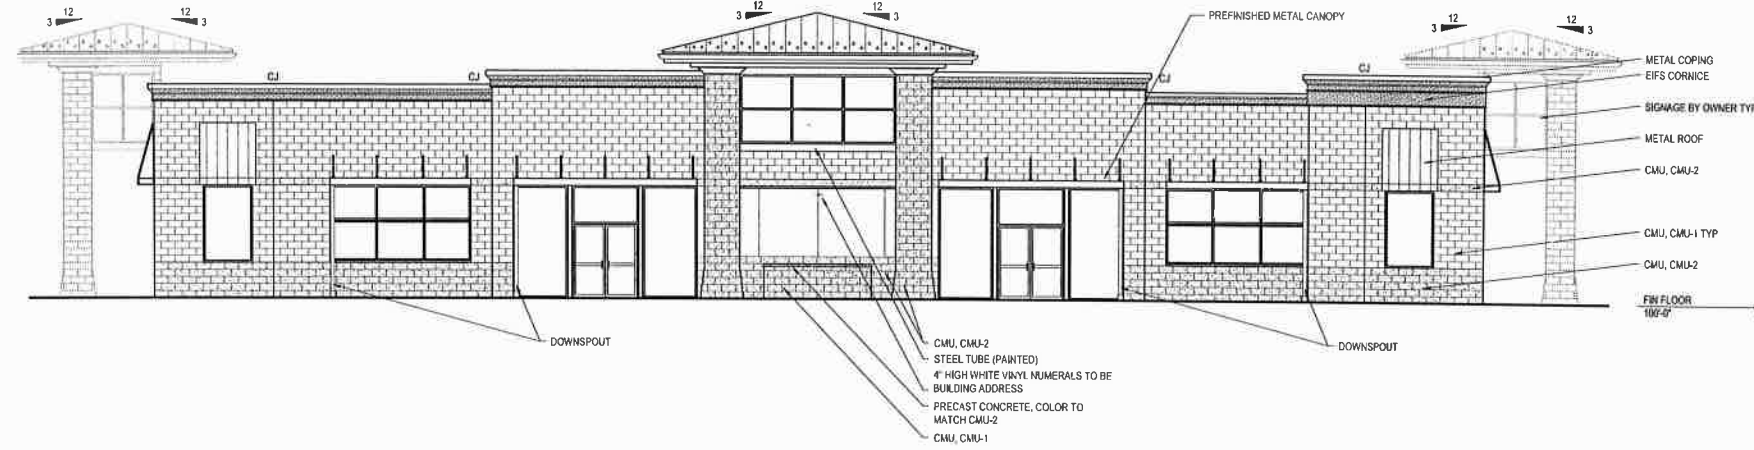 12
3
12
3
12
3
12
3
12
3
12
3
PREFINISHED METAL CANOPY
CJ
CJ
CJ
CJ
METAL COPING
EIFS CORNICE
SIGNAGE BY OWNER TYP
METAL ROOF
CMU, CMU-2
CMU, CMU-1 TYP
CMU, CMU-2
FIN FLOOR
100'-0"
DOWNSPOUT
DOWNSPOUT
CMU, CMU-2
STEEL TUBE (PAINTED)
4" HIGH WHITE VINYL NUMERALS TO BE
BUILDING ADDRESS
PRECAST CONCRETE, COLOR TO
MATCH CMU-2
CMU, CMU-1